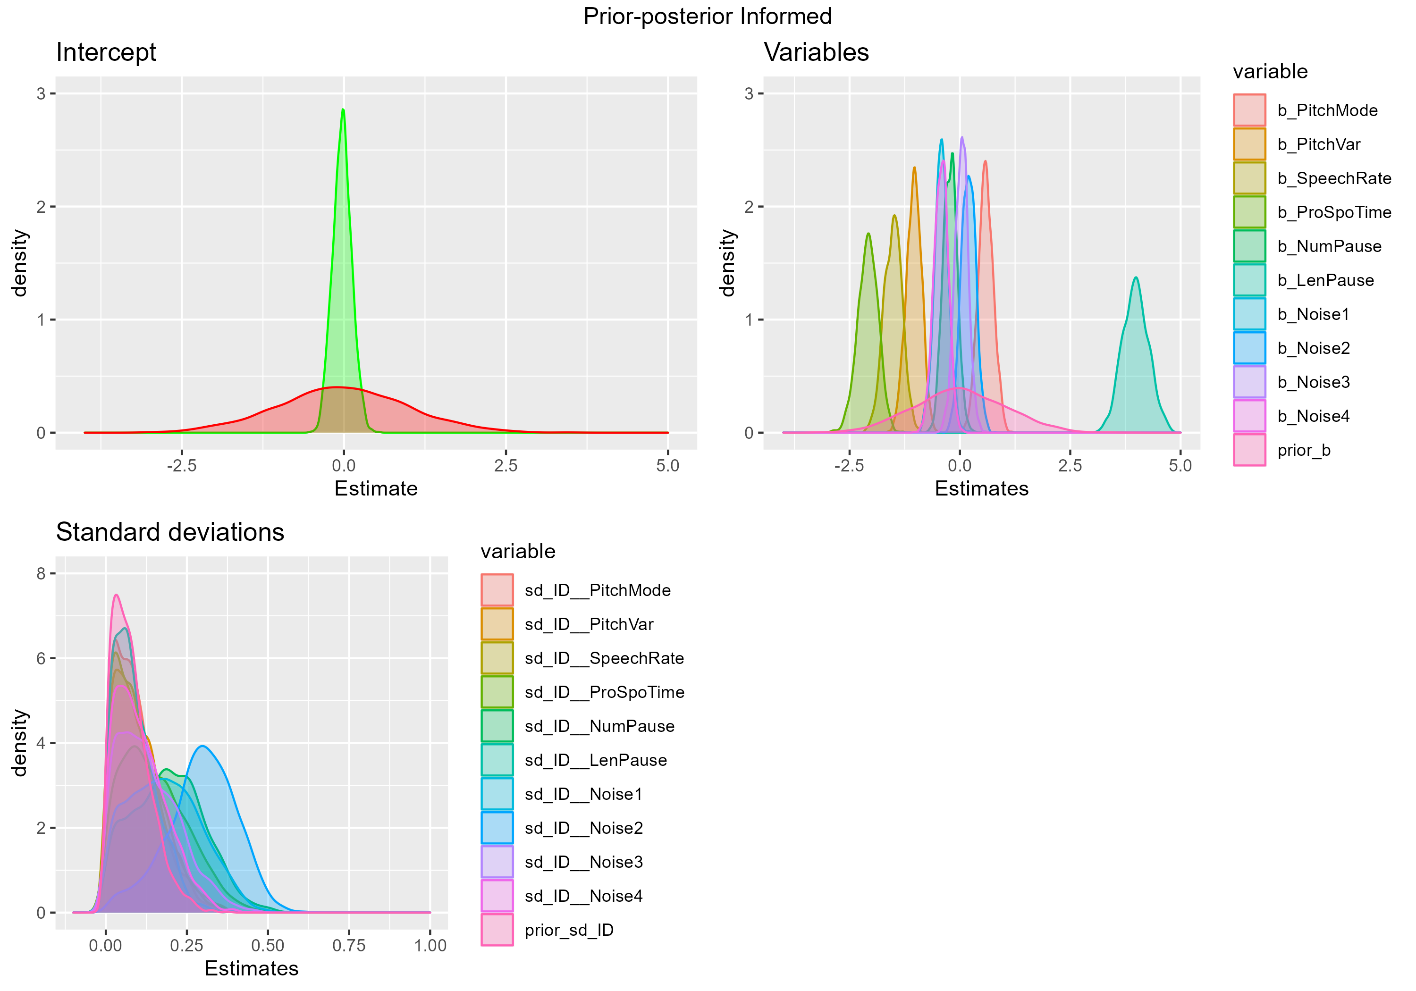 Prior-posterior Informed
Intercept
3
2
1
0
density
-2.5
0.0
2.5
5.0
Estimate
Variables
3
2
1
0
density
-2.5
0.0
2.5
5.0
Estimates
variable
b_PitchMode
b_PitchVar
b_SpeechRate
b_ProSpoTime
b_NumPause
b_LenPause
b_Noise1
b_Noise2
b_Noise3
b_Noise4
prior_b
Standard deviations
8
6
4
2
0
density
0.00
0.25
0.50
0.75
1.00
Estimates
variable
sd_ID__PitchMode
sd_ID__PitchVar
sd_ID__SpeechRate
sd_ID__ProSpoTime
sd_ID__NumPause
sd_ID__LenPause
sd_ID__Noise1
sd_ID__Noise2
sd_ID__Noise3
sd_ID__Noise4
prior_sd_ID